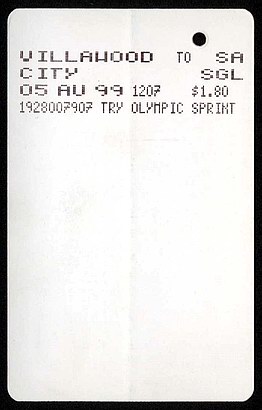 VILLAWOOD TO SA
CITY SGL
05 AU 99 1207 $1.80
1928007907 TRY OLYMPIC SPRINT